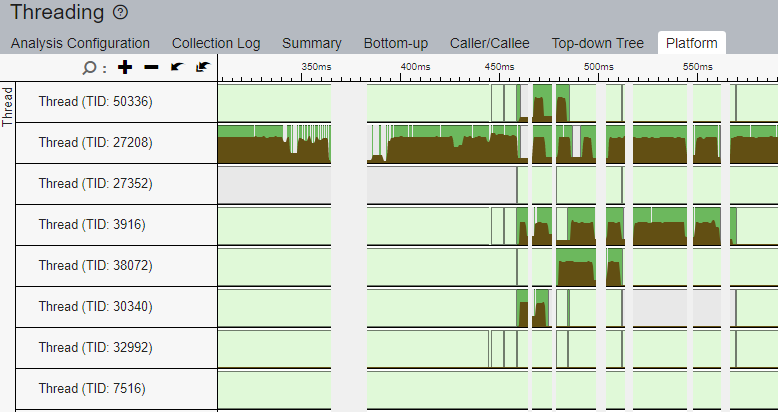 Threading
Analysis Configuration Collection Log Summary Bottom-up Caller/Callee Top-down Tree Platform
350ms 400ms 450ms 500ms 550ms
Thread
Thread (TID: 50336)
Thread (TID: 27208)
Thread (TID: 27352)
Thread (TID: 3916)
Thread (TID: 38072)
Thread (TID: 30340)
Thread (TID: 32992)
Thread (TID: 7516)